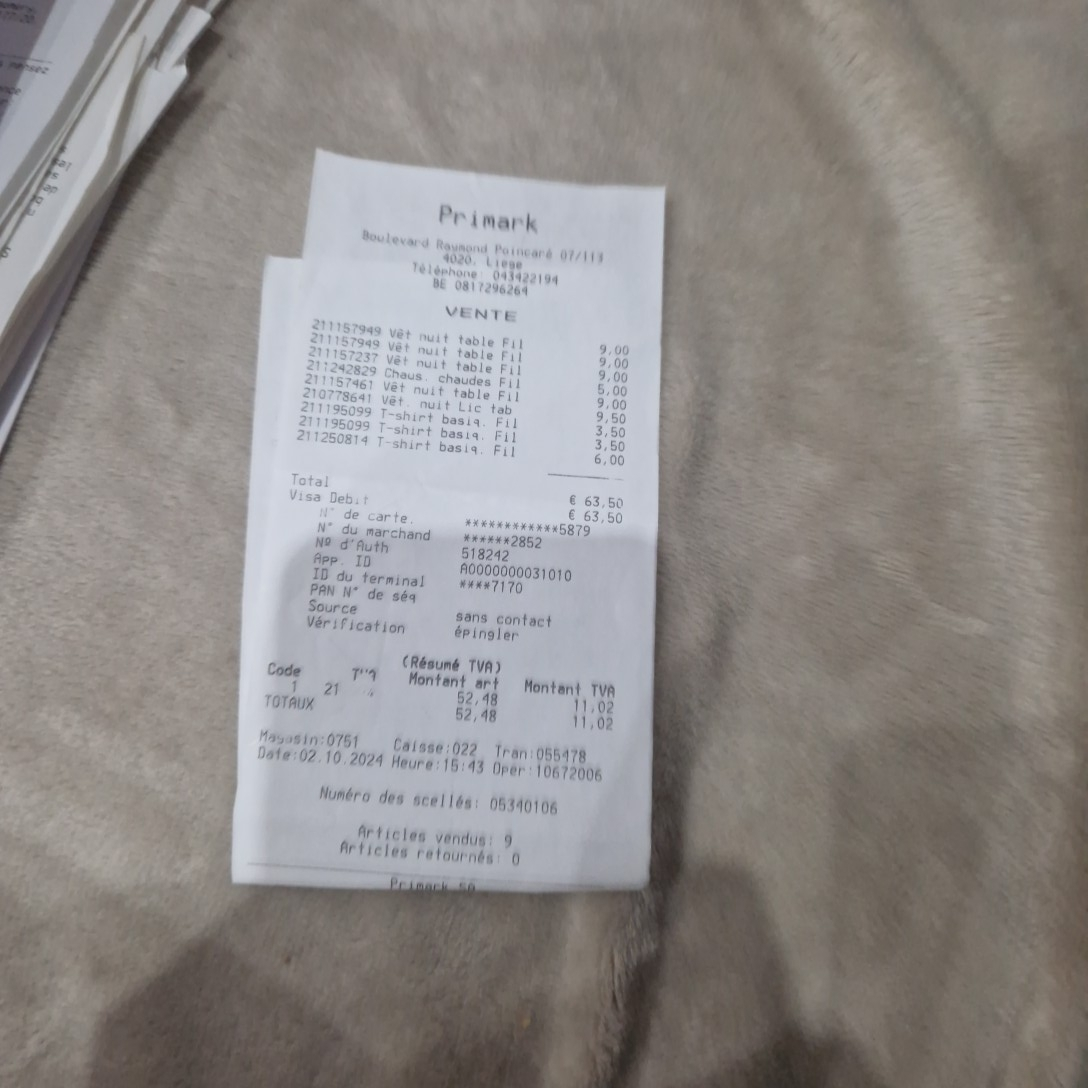 Primark
Boulevard Raymond Poincaré 07/113
4020. Liege
Téléphone: 043422194
BE 0817296264
VENTE
211157949 Vêt nuit table Fil 9,00
211157949 Vêt nuit table Fil 9,00
211157237 Vêt nuit table Fil 9,00
211242829 Chaus. chaudes Fil 5,00
211157461 Vêt nuit table Fil 9,00
210778641 Vêt. nuit Lic tab 9,50
211195099 T-shirt basiq. Fil 3,50
211195099 T-shirt basiq. Fil 3,50
211250814 T-shirt basiq. Fil 6,00
Total € 63,50
Visa Debit € 63,50
N° de carte. ************5879
N° du marchand ******2852
Nº d'Auth 518242
App. ID A0000000031010
ID du terminal ****7170
PAN N° de séq
Source sans contact
Vérification épingler
(Résumé TVA)
Code Montant art Montant TVA
1 21 52,48 11,02
TOTAUX 52,48 11,02
Magasin:0751 Caisse:022 Tran:055478
Date:02.10.2024 Heure:15:43 Oper:10672006
Numéro des scellés: 05340106
Articles vendus: 9
Articles retournés: 0
Primark